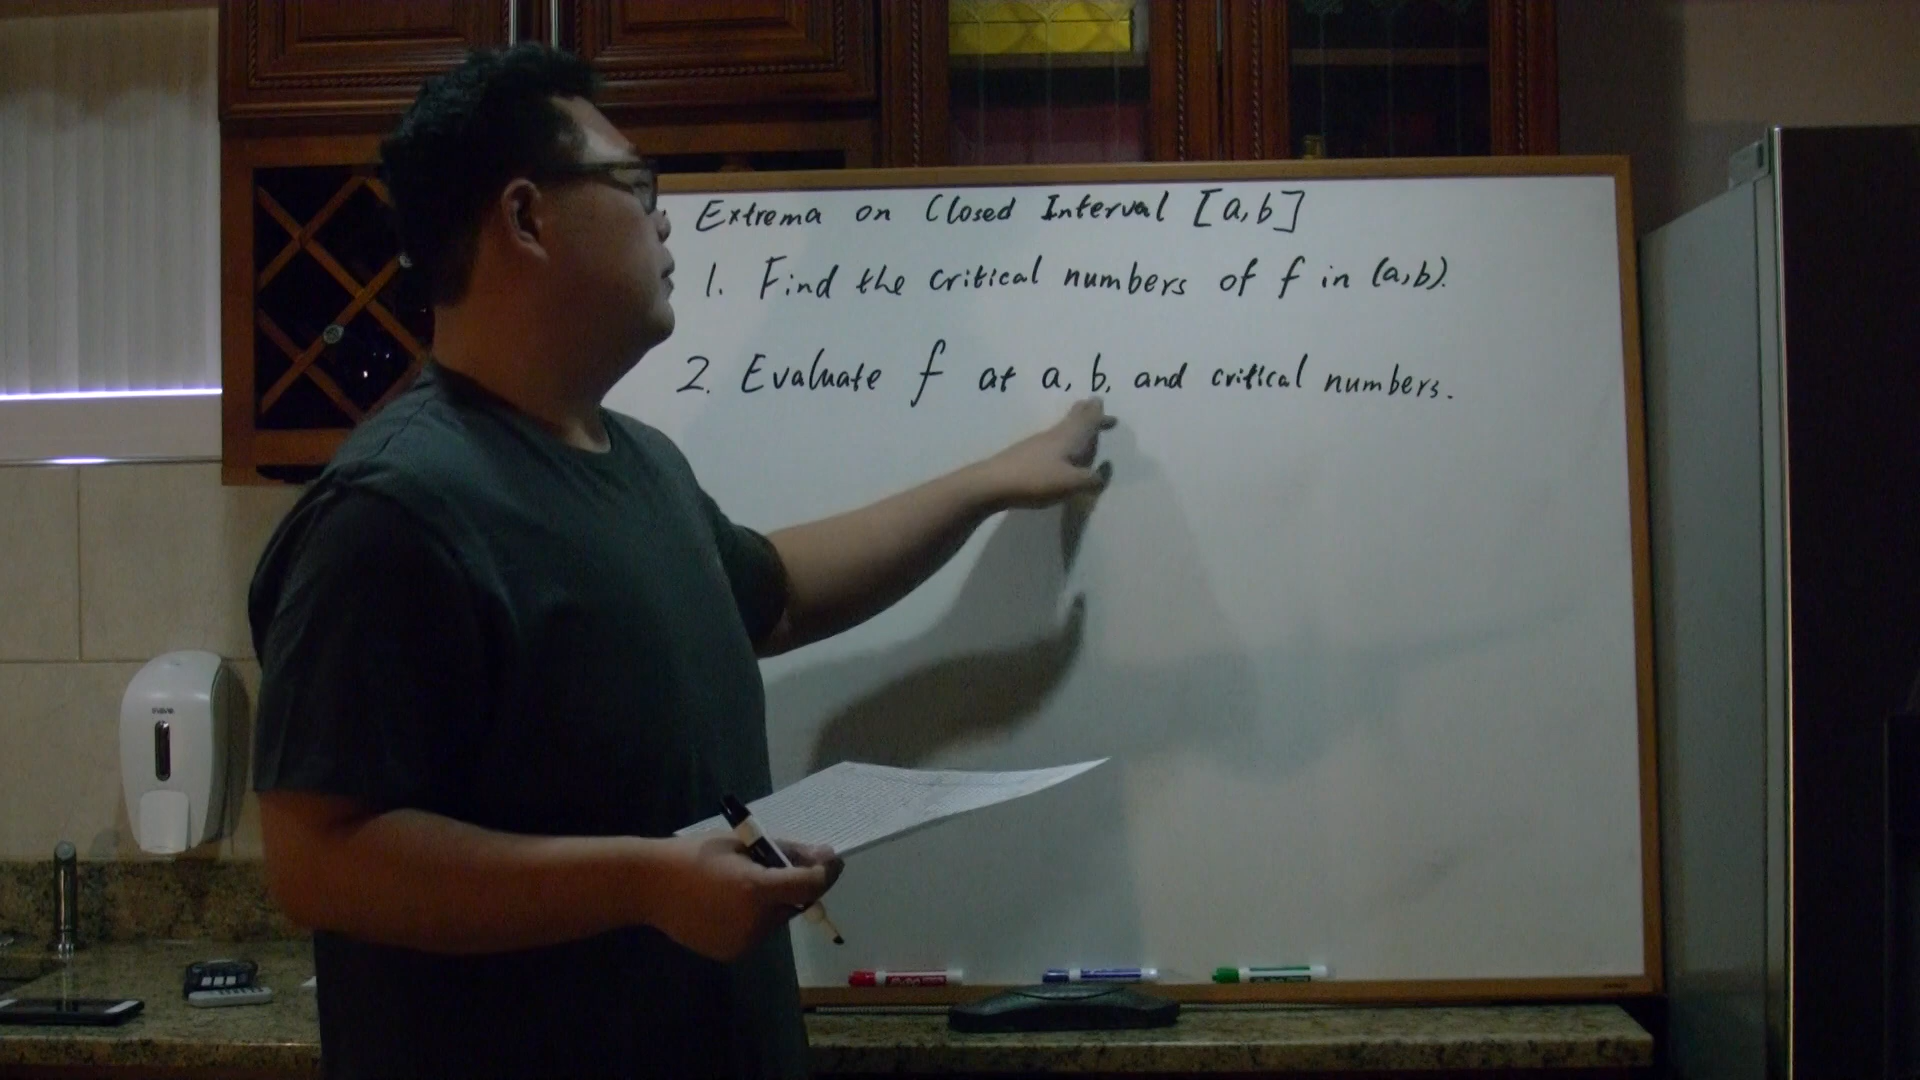 Extrema on Closed Interval [a,b]
1. Find the critical numbers of f in (a,b).
2. Evaluate f at a, b, and critical numbers.